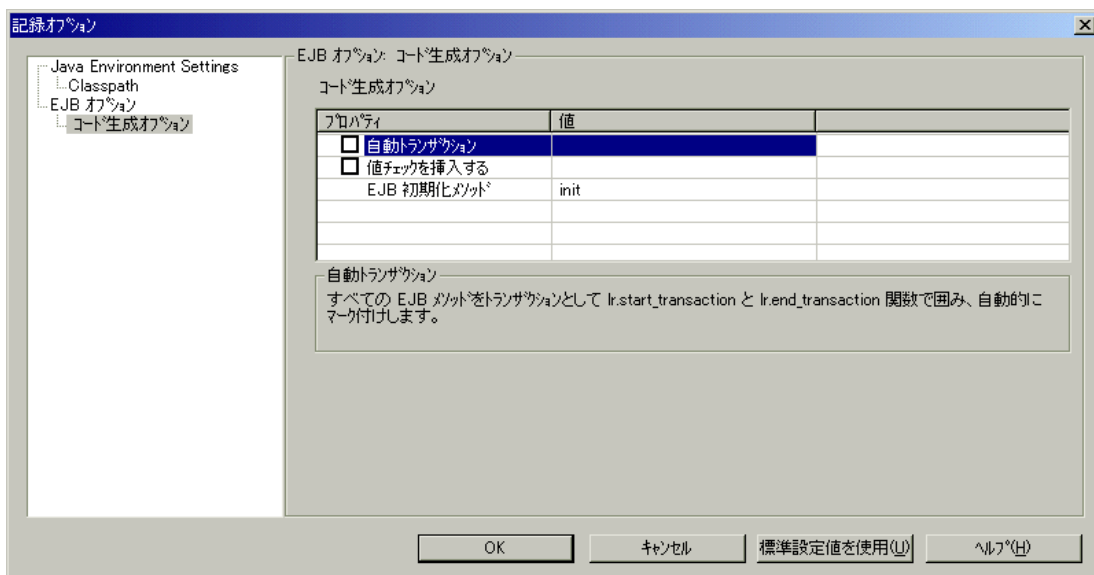 記録ｵﾌﾟｼｮﾝ
Java Environment Settings
Classpath
EJB ｵﾌﾟｼｮﾝ
ｺｰﾄﾞ生成ｵﾌﾟｼｮﾝ
EJB ｵﾌﾟｼｮﾝ: ｺｰﾄﾞ生成ｵﾌﾟｼｮﾝ
ｺｰﾄﾞ生成ｵﾌﾟｼｮﾝ
ﾌﾟﾛﾊﾟﾃｨ 値
自動ﾄﾗﾝｻﾞｸｼｮﾝ
値ﾁｪｯｸを挿入する
EJB 初期化ﾒｿｯﾄﾞ init
自動ﾄﾗﾝｻﾞｸｼｮﾝ
すべての EJB ﾒｿｯﾄﾞをﾄﾗﾝｻﾞｸｼｮﾝとして lr.start_transaction と lr.end_transaction 関数で囲み、自動的に
ﾏｰｸ付けします。
OK ｷｬﾝｾﾙ 標準設定値を使用(U) ﾍﾙﾌﾟ(H)